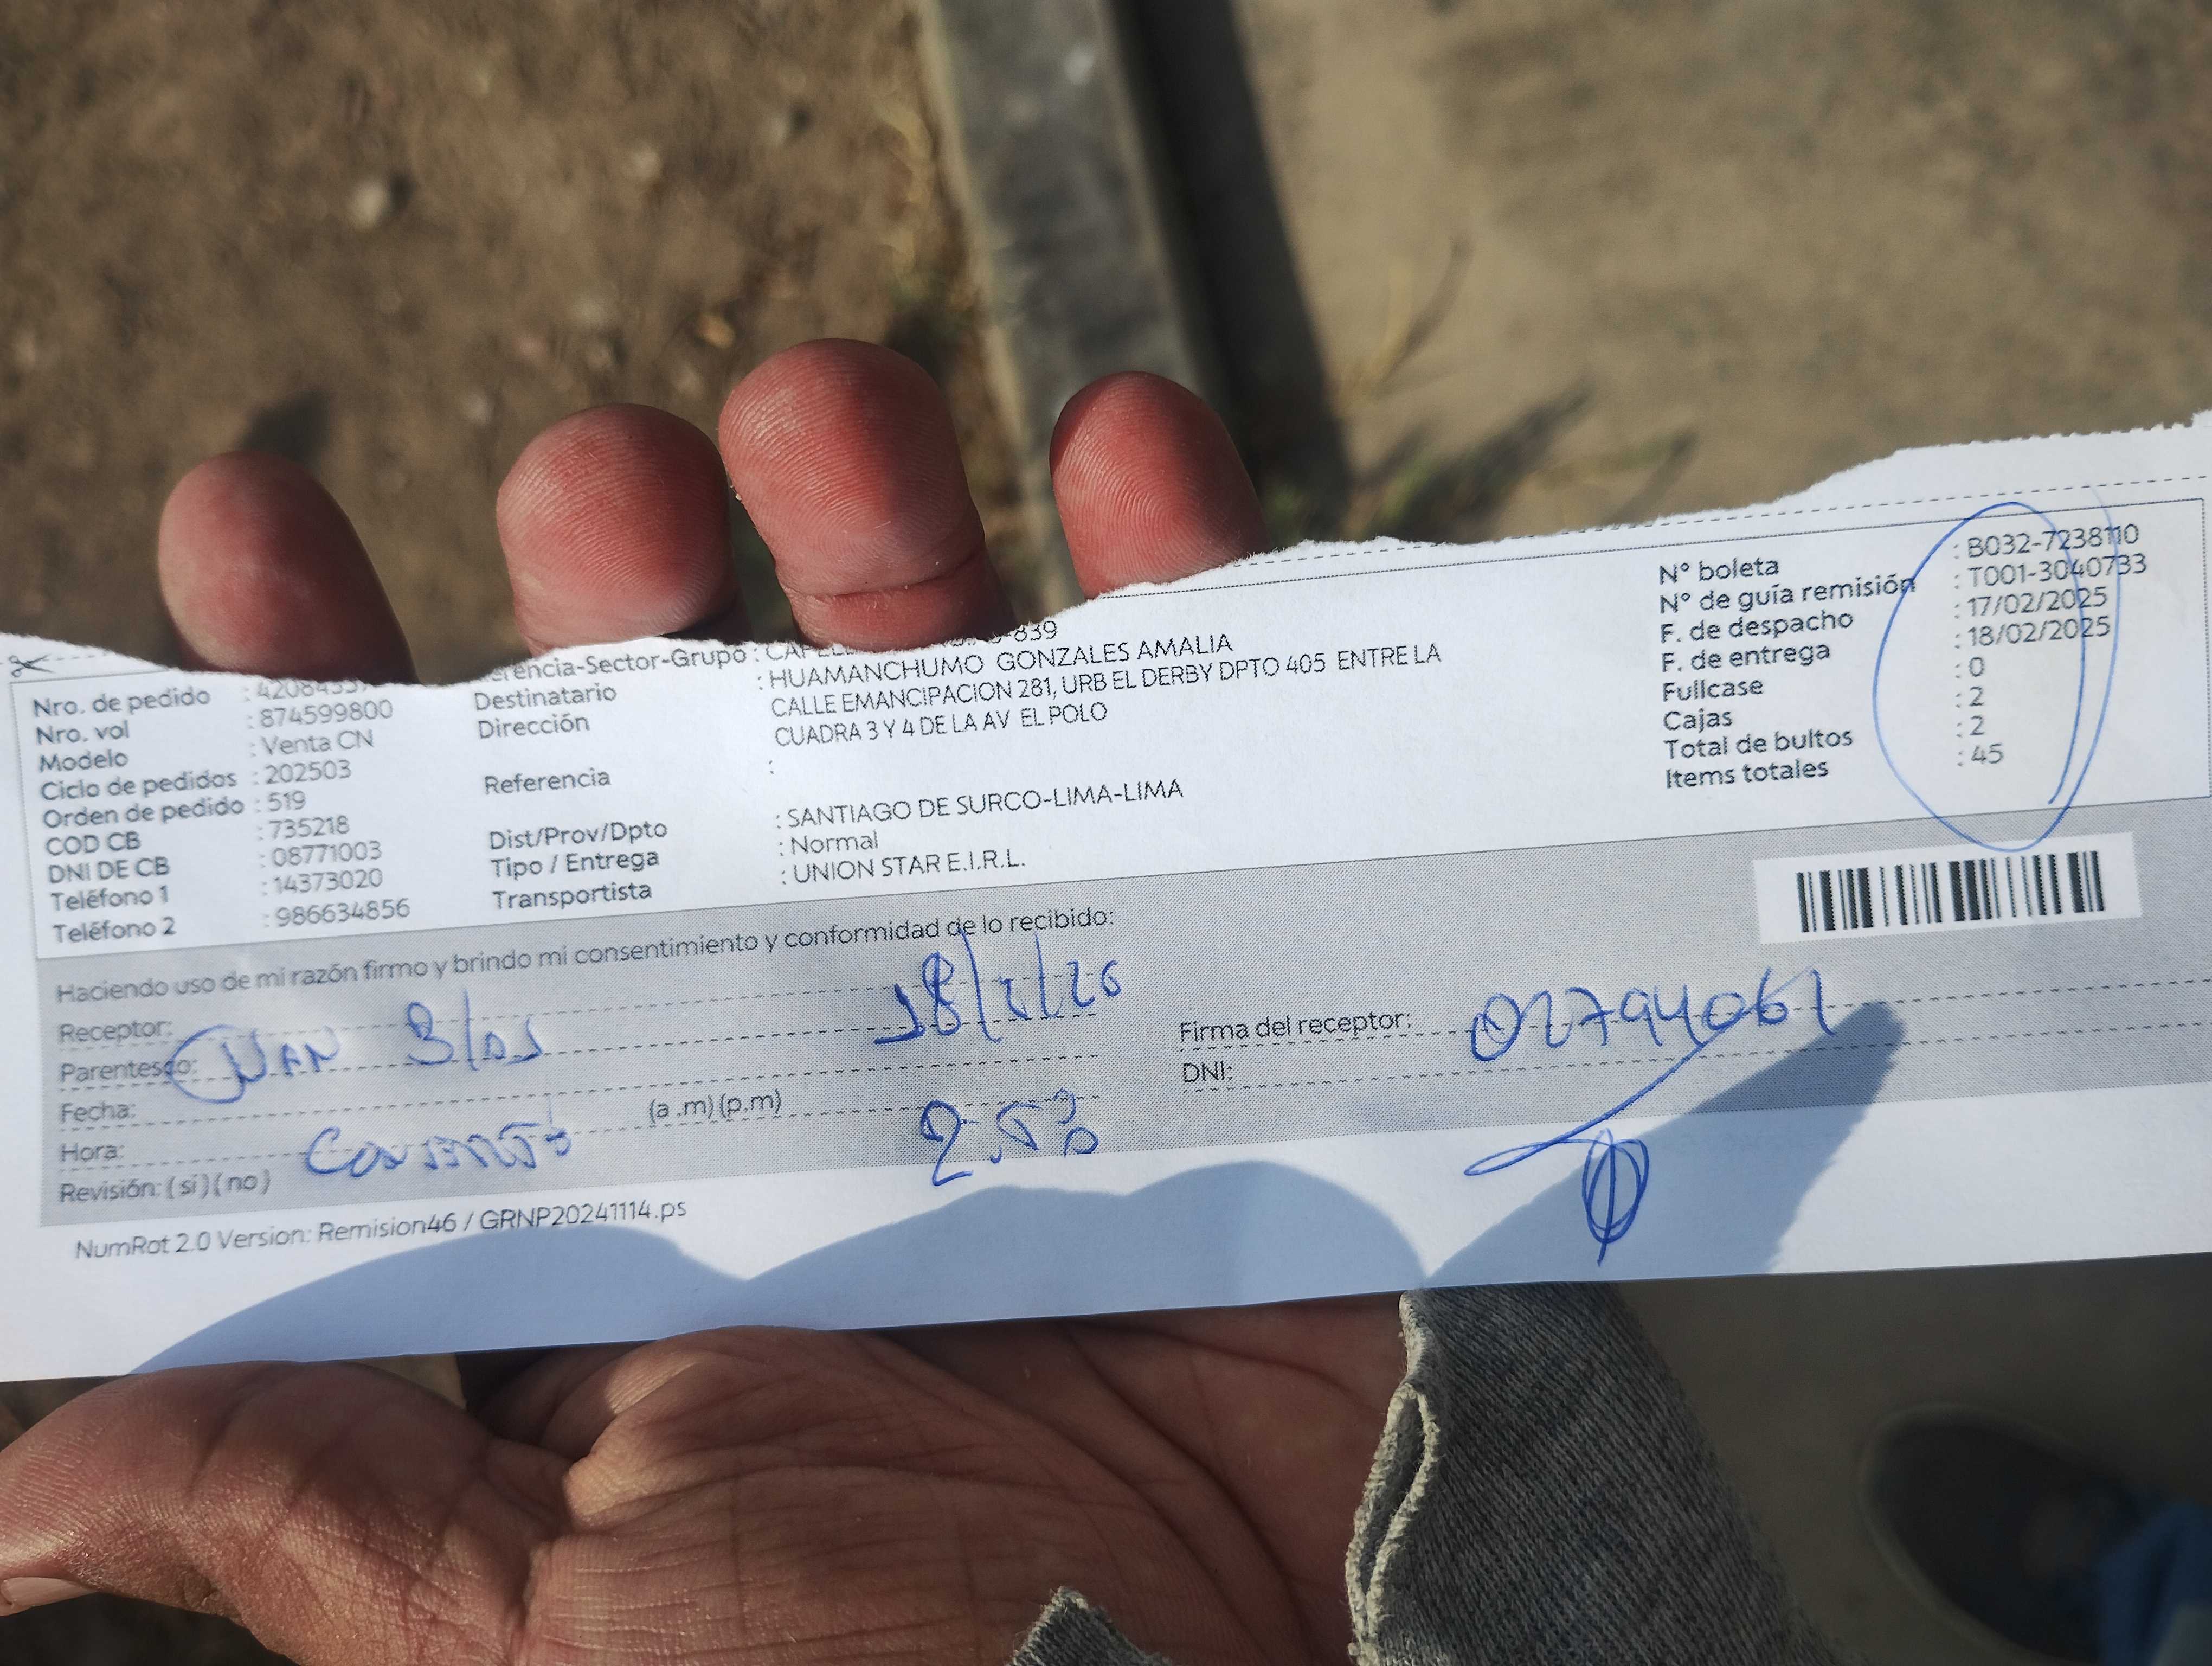 Nro. de pedido
Nro. vol : 874599800
Modelo : Venta CN
Ciclo de pedidos : 202503
Orden de pedido : 519
COD CB : 735218
DNI DE CB : 08771003
Teléfono 1 : 14373020
Teléfono 2 : 986634856
erencia-Sector-Grupo : -839
Destinatario : HUAMANCHUMO GONZALES AMALIA
Dirección : CALLE EMANCIPACION 281, URB EL DERBY DPTO 405 ENTRE LA
CUADRA 3 Y 4 DE LA AV EL POLO
Referencia :
Dist/Prov/Dpto : SANTIAGO DE SURCO-LIMA-LIMA
Tipo / Entrega : Normal
Transportista : UNION STAR E.I.R.L.
N° boleta : B032-7238110
N° de guía remisión : T001-3040733
F. de despacho : 17/02/2025
F. de entrega : 18/02/2025
Fullcase : 0
Cajas : 2
Total de bultos : 2
Items totales : 45
Haciendo uso de mi razón firmo y brindo mi consentimiento y conformidad de lo recibido:
Receptor:
Parentesco:
Fecha:
Hora: (a .m) (p.m)
Revisión: (si) (no)
Firma del receptor:
DNI:
NumRot 2.0 Version: Remision46 / GRNP20241114.ps